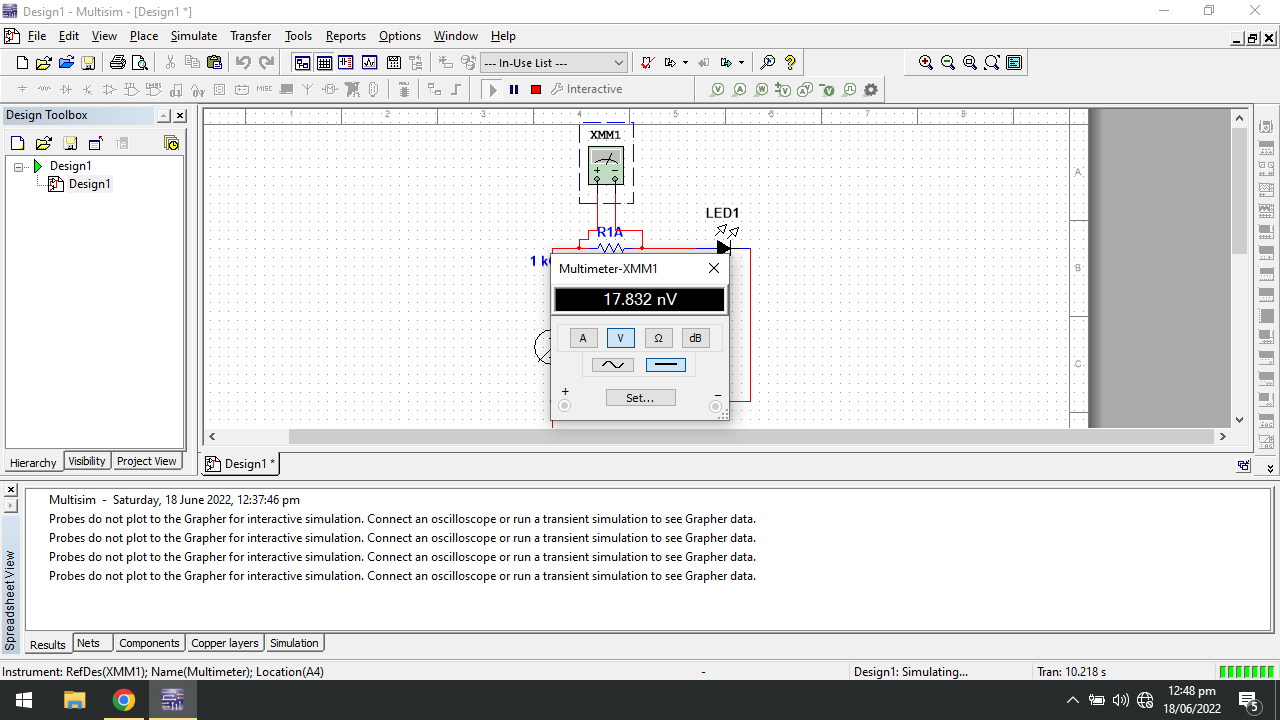 Design1 - Multisim - [Design1 *]
File Edit View Place Simulate Transfer Tools Reports Options Window Help
--- In-Use List ---
Interactive
Design Toolbox
Design1
Design1
Hierarchy Visibility Project View
1 2 3 4 5 6 7 8
A
B
C
XMM1
LED1
R1A
Multimeter-XMM1
17.832 nV
A V Ω dB
+ Set... −
Design1 *
Multisim - Saturday, 18 June 2022, 12:37:46 pm
Probes do not plot to the Grapher for interactive simulation. Connect an oscilloscope or run a transient simulation to see Grapher data.
Probes do not plot to the Grapher for interactive simulation. Connect an oscilloscope or run a transient simulation to see Grapher data.
Probes do not plot to the Grapher for interactive simulation. Connect an oscilloscope or run a transient simulation to see Grapher data.
Probes do not plot to the Grapher for interactive simulation. Connect an oscilloscope or run a transient simulation to see Grapher data.
Spreadsheet View
Results Nets Components Copper layers Simulation
Instrument: RefDes(XMM1); Name(Multimeter); Location(A4) - Design1: Simulating... Tran: 10.218 s
12:48 pm
18/06/2022
5